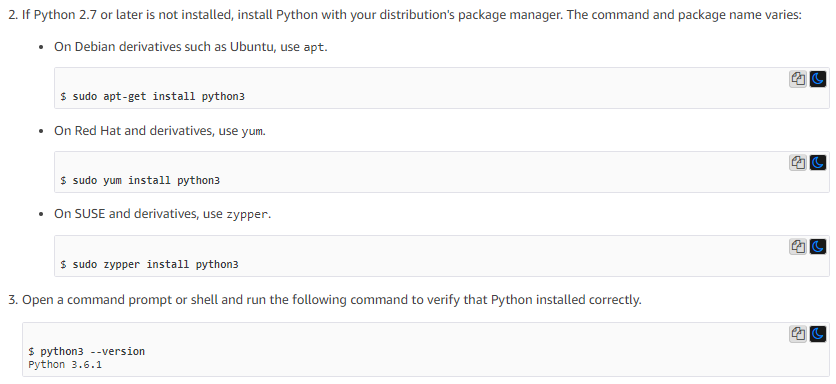 2. If Python 2.7 or later is not installed, install Python with your distribution's package manager. The command and package name varies:
• On Debian derivatives such as Ubuntu, use apt.
$ sudo apt-get install python3
• On Red Hat and derivatives, use yum.
$ sudo yum install python3
• On SUSE and derivatives, use zypper.
$ sudo zypper install python3
3. Open a command prompt or shell and run the following command to verify that Python installed correctly.
$ python3 --version
Python 3.6.1